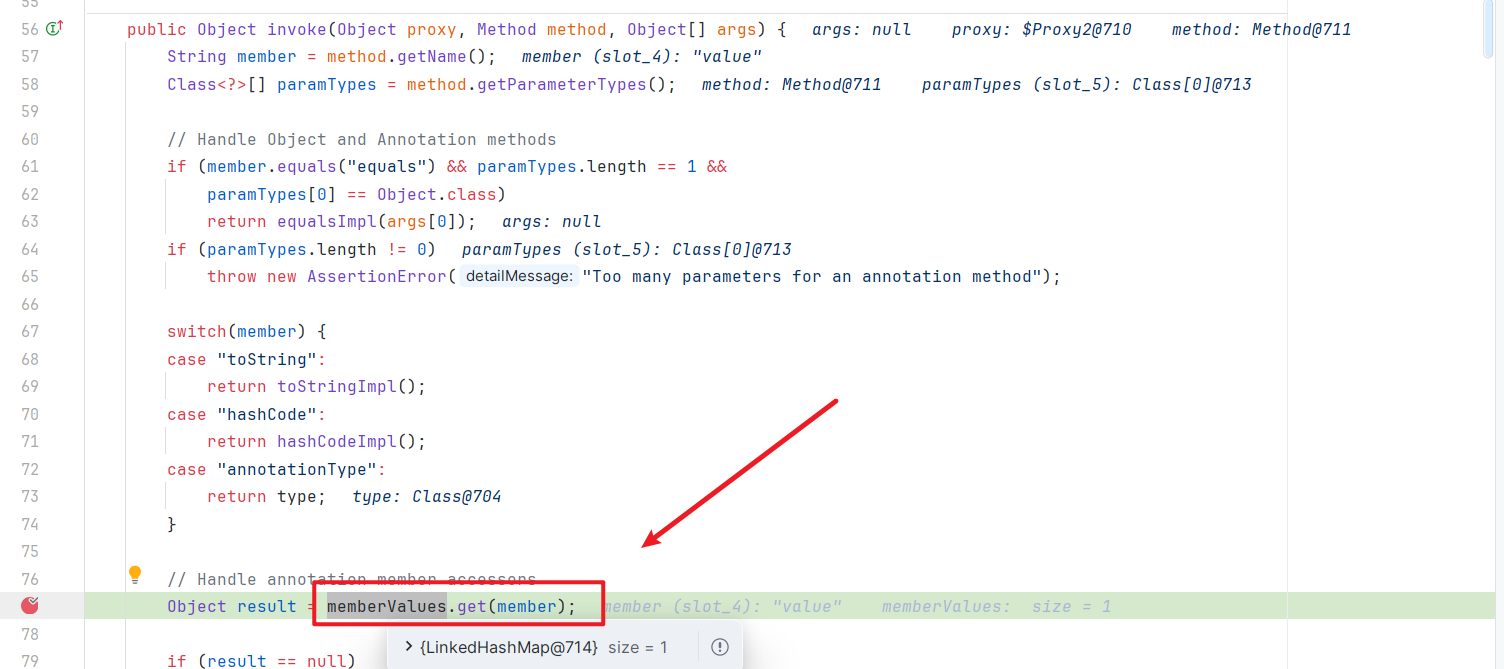 55
56 public Object invoke(Object proxy, Method method, Object[] args) { args: null proxy: $Proxy2@710 method: Method@711
57 String member = method.getName(); member (slot_4): "value"
58 Class<?>[] paramTypes = method.getParameterTypes(); method: Method@711 paramTypes (slot_5): Class[0]@713
59
60 // Handle Object and Annotation methods
61 if (member.equals("equals") && paramTypes.length == 1 &&
62 paramTypes[0] == Object.class)
63 return equalsImpl(args[0]); args: null
64 if (paramTypes.length != 0) paramTypes (slot_5): Class[0]@713
65 throw new AssertionError( detailMessage: "Too many parameters for an annotation method");
66
67 switch(member) {
68 case "toString":
69 return toStringImpl();
70 case "hashCode":
71 return hashCodeImpl();
72 case "annotationType":
73 return type; type: Class@704
74 }
75
76 // Handle annotation member accessors
Object result = memberValues.get(member); member (slot_4): "value" memberValues: size = 1
78 {LinkedHashMap@714} size = 1
79 if (result == null)